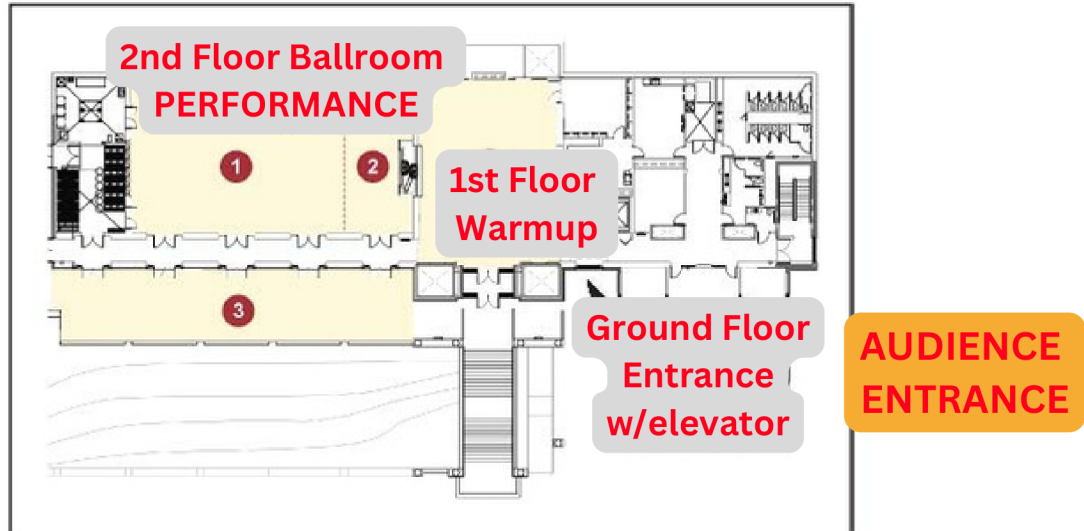 2nd Floor Ballroom
PERFORMANCE
1
2
1st Floor
Warmup
3
Ground Floor
Entrance
w/elevator
AUDIENCE
ENTRANCE